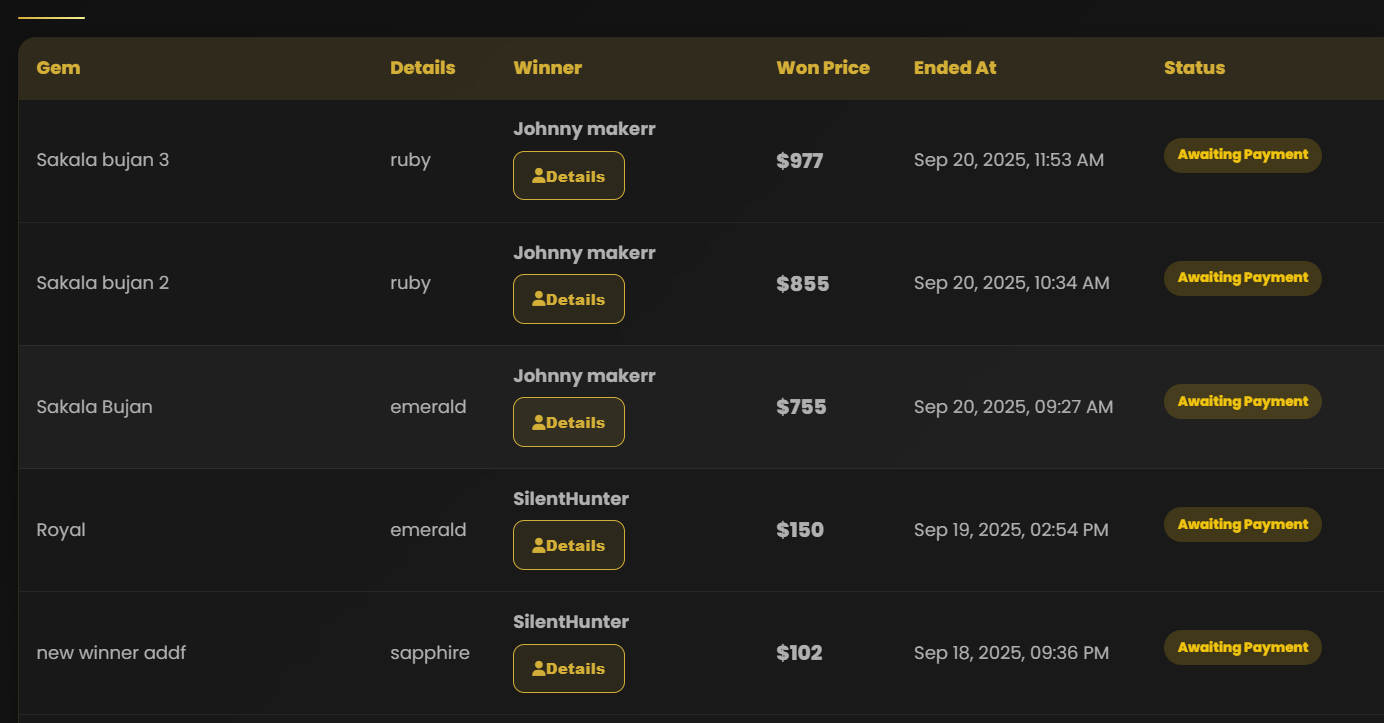 Gem Details Winner Won Price Ended At Status
Johnny makerr
Sakala bujan 3 ruby $977 Sep 20, 2025, 11:53 AM Awaiting Payment
Details
Johnny makerr
Sakala bujan 2 ruby $855 Sep 20, 2025, 10:34 AM Awaiting Payment
Details
Johnny makerr
Sakala Bujan emerald $755 Sep 20, 2025, 09:27 AM Awaiting Payment
Details
SilentHunter
Royal emerald $150 Sep 19, 2025, 02:54 PM Awaiting Payment
Details
SilentHunter
new winner addf sapphire $102 Sep 18, 2025, 09:36 PM Awaiting Payment
Details